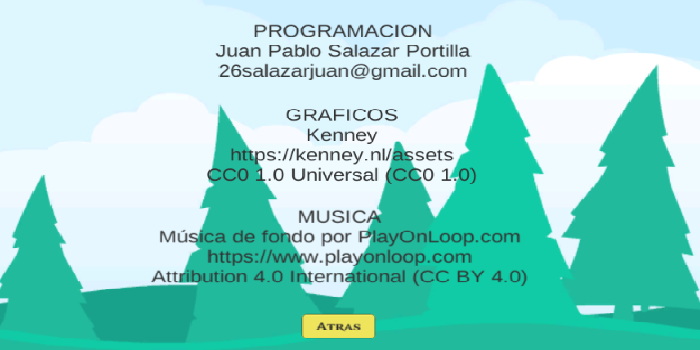 PROGRAMACION
Juan Pablo Salazar Portilla
26salazarjuan@gmail.com
GRAFICOS
Kenney
https://kenney.nl/assets
CC0 1.0 Universal (CC0 1.0)
MUSICA
Música de fondo por PlayOnLoop.com
https://www.playonloop.com
Attribution 4.0 International (CC BY 4.0)
ATRAS